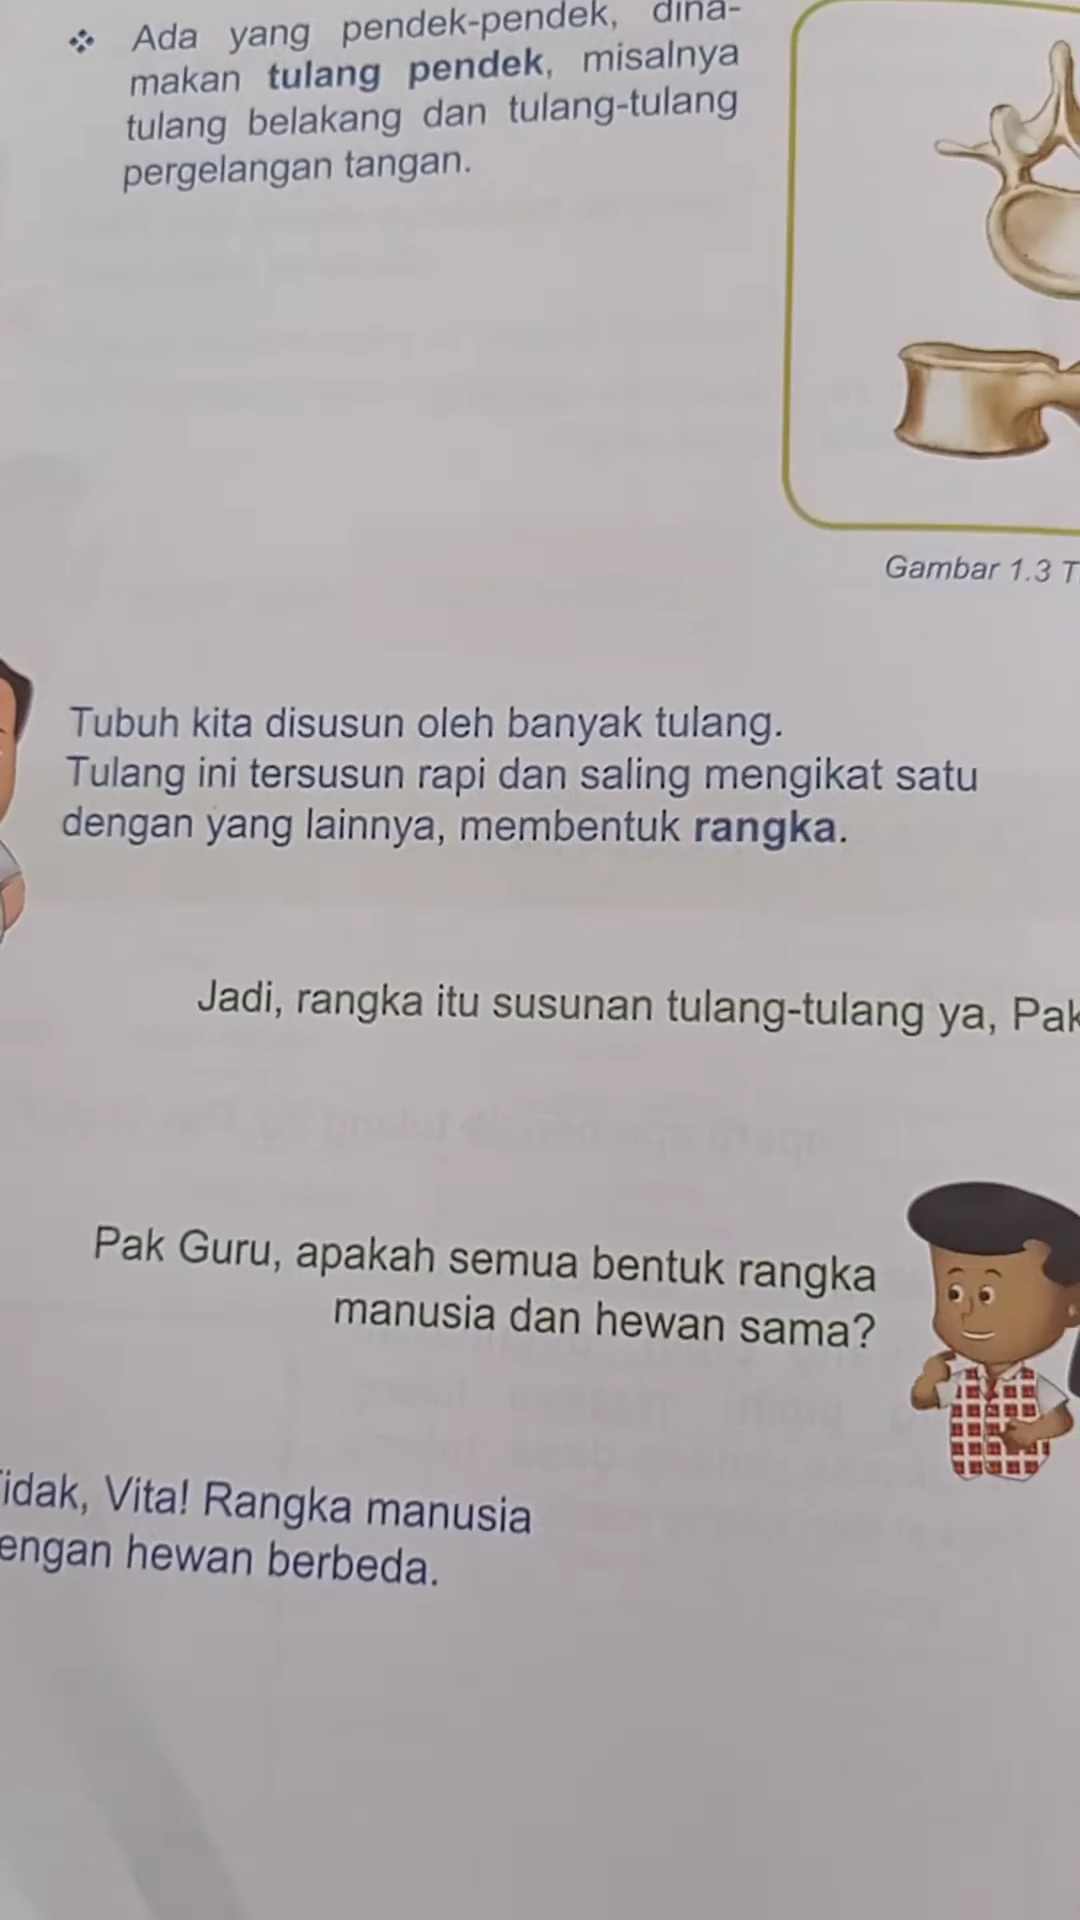 ❖ Ada yang pendek-pendek, dina-
makan tulang pendek, misalnya
tulang belakang dan tulang-tulang
pergelangan tangan.
Gambar 1.3
Tubuh kita disusun oleh banyak tulang.
Tulang ini tersusun rapi dan saling mengikat satu
dengan yang lainnya, membentuk rangka.
Jadi, rangka itu susunan tulang-tulang ya, Pak
Pak Guru, apakah semua bentuk rangka
manusia dan hewan sama?
idak, Vita! Rangka manusia
engan hewan berbeda.